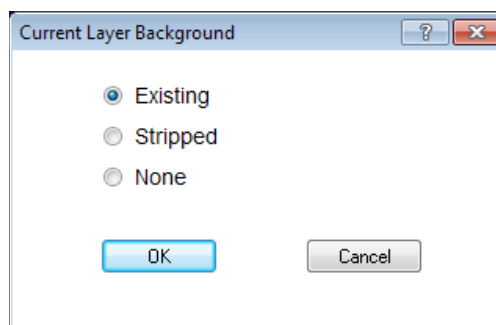 Current Layer Background ?
Existing
Stripped
None
OK Cancel